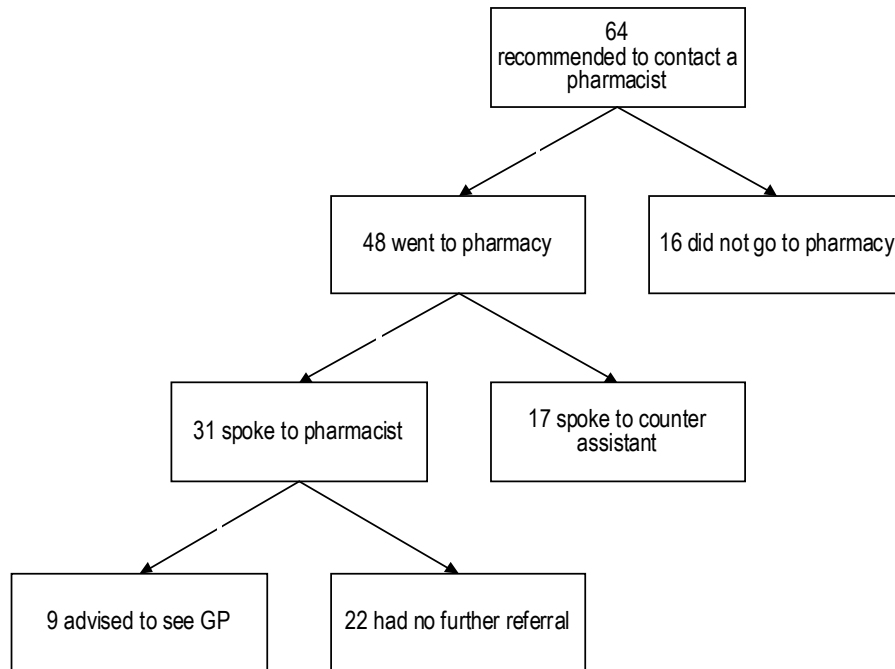 64
recommended to contact a
pharmacist
48 went to pharmacy
16 did not go to pharmacy
31 spoke to pharmacist
17 spoke to counter
assistant
9 advised to see GP
22 had no further referral